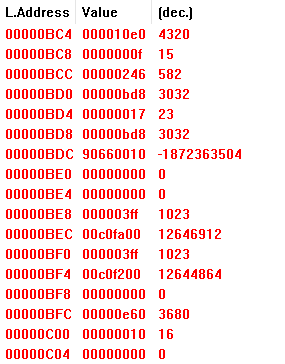 L.Address Value (dec.)
00000BC4 000010e0 4320
00000BC8 0000000f 15
00000BCC 00000246 582
00000BD0 00000bd8 3032
00000BD4 00000017 23
00000BD8 00000bd8 3032
00000BDC 90660010 -1872363504
00000BE0 00000000 0
00000BE4 00000000 0
00000BE8 000003ff 1023
00000BEC 00c0fa00 12646912
00000BF0 000003ff 1023
00000BF4 00c0f200 12644864
00000BF8 00000000 0
00000BFC 00000e60 3680
00000C00 00000010 16
00000C04 00000000 0